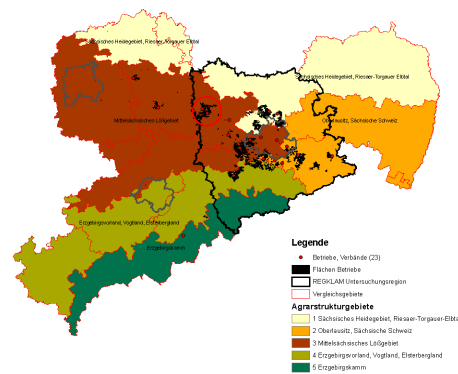 Sächsisches Heidegebiet, Riesaer-Torgauer Elbtal
Sächsisches Heidegebiet, Riesaer-Torgauer Elbtal
Mittelsächsisches Lößgebiet
Oberlausitz, Sächsische Schweiz
Erzgebirgsvorland, Vogtland, Elsterbergland
Erzgebirgskamm
Legende
Betriebe, Verbände (23)
Flächen Betriebe
REGKLAM Untersuchungsregion
Vergleichsgebiete
Agrarstrukturgebiete
1 Sächsisches Heidegebiet, Riesaer-Torgauer-Elbta
2 Oberlausitz, Sächsische Schweiz
3 Mittelsächsisches Lößgebiet
4 Erzgebirgsvorland, Vogtland, Elsterbergland
5 Erzgebirgskamm